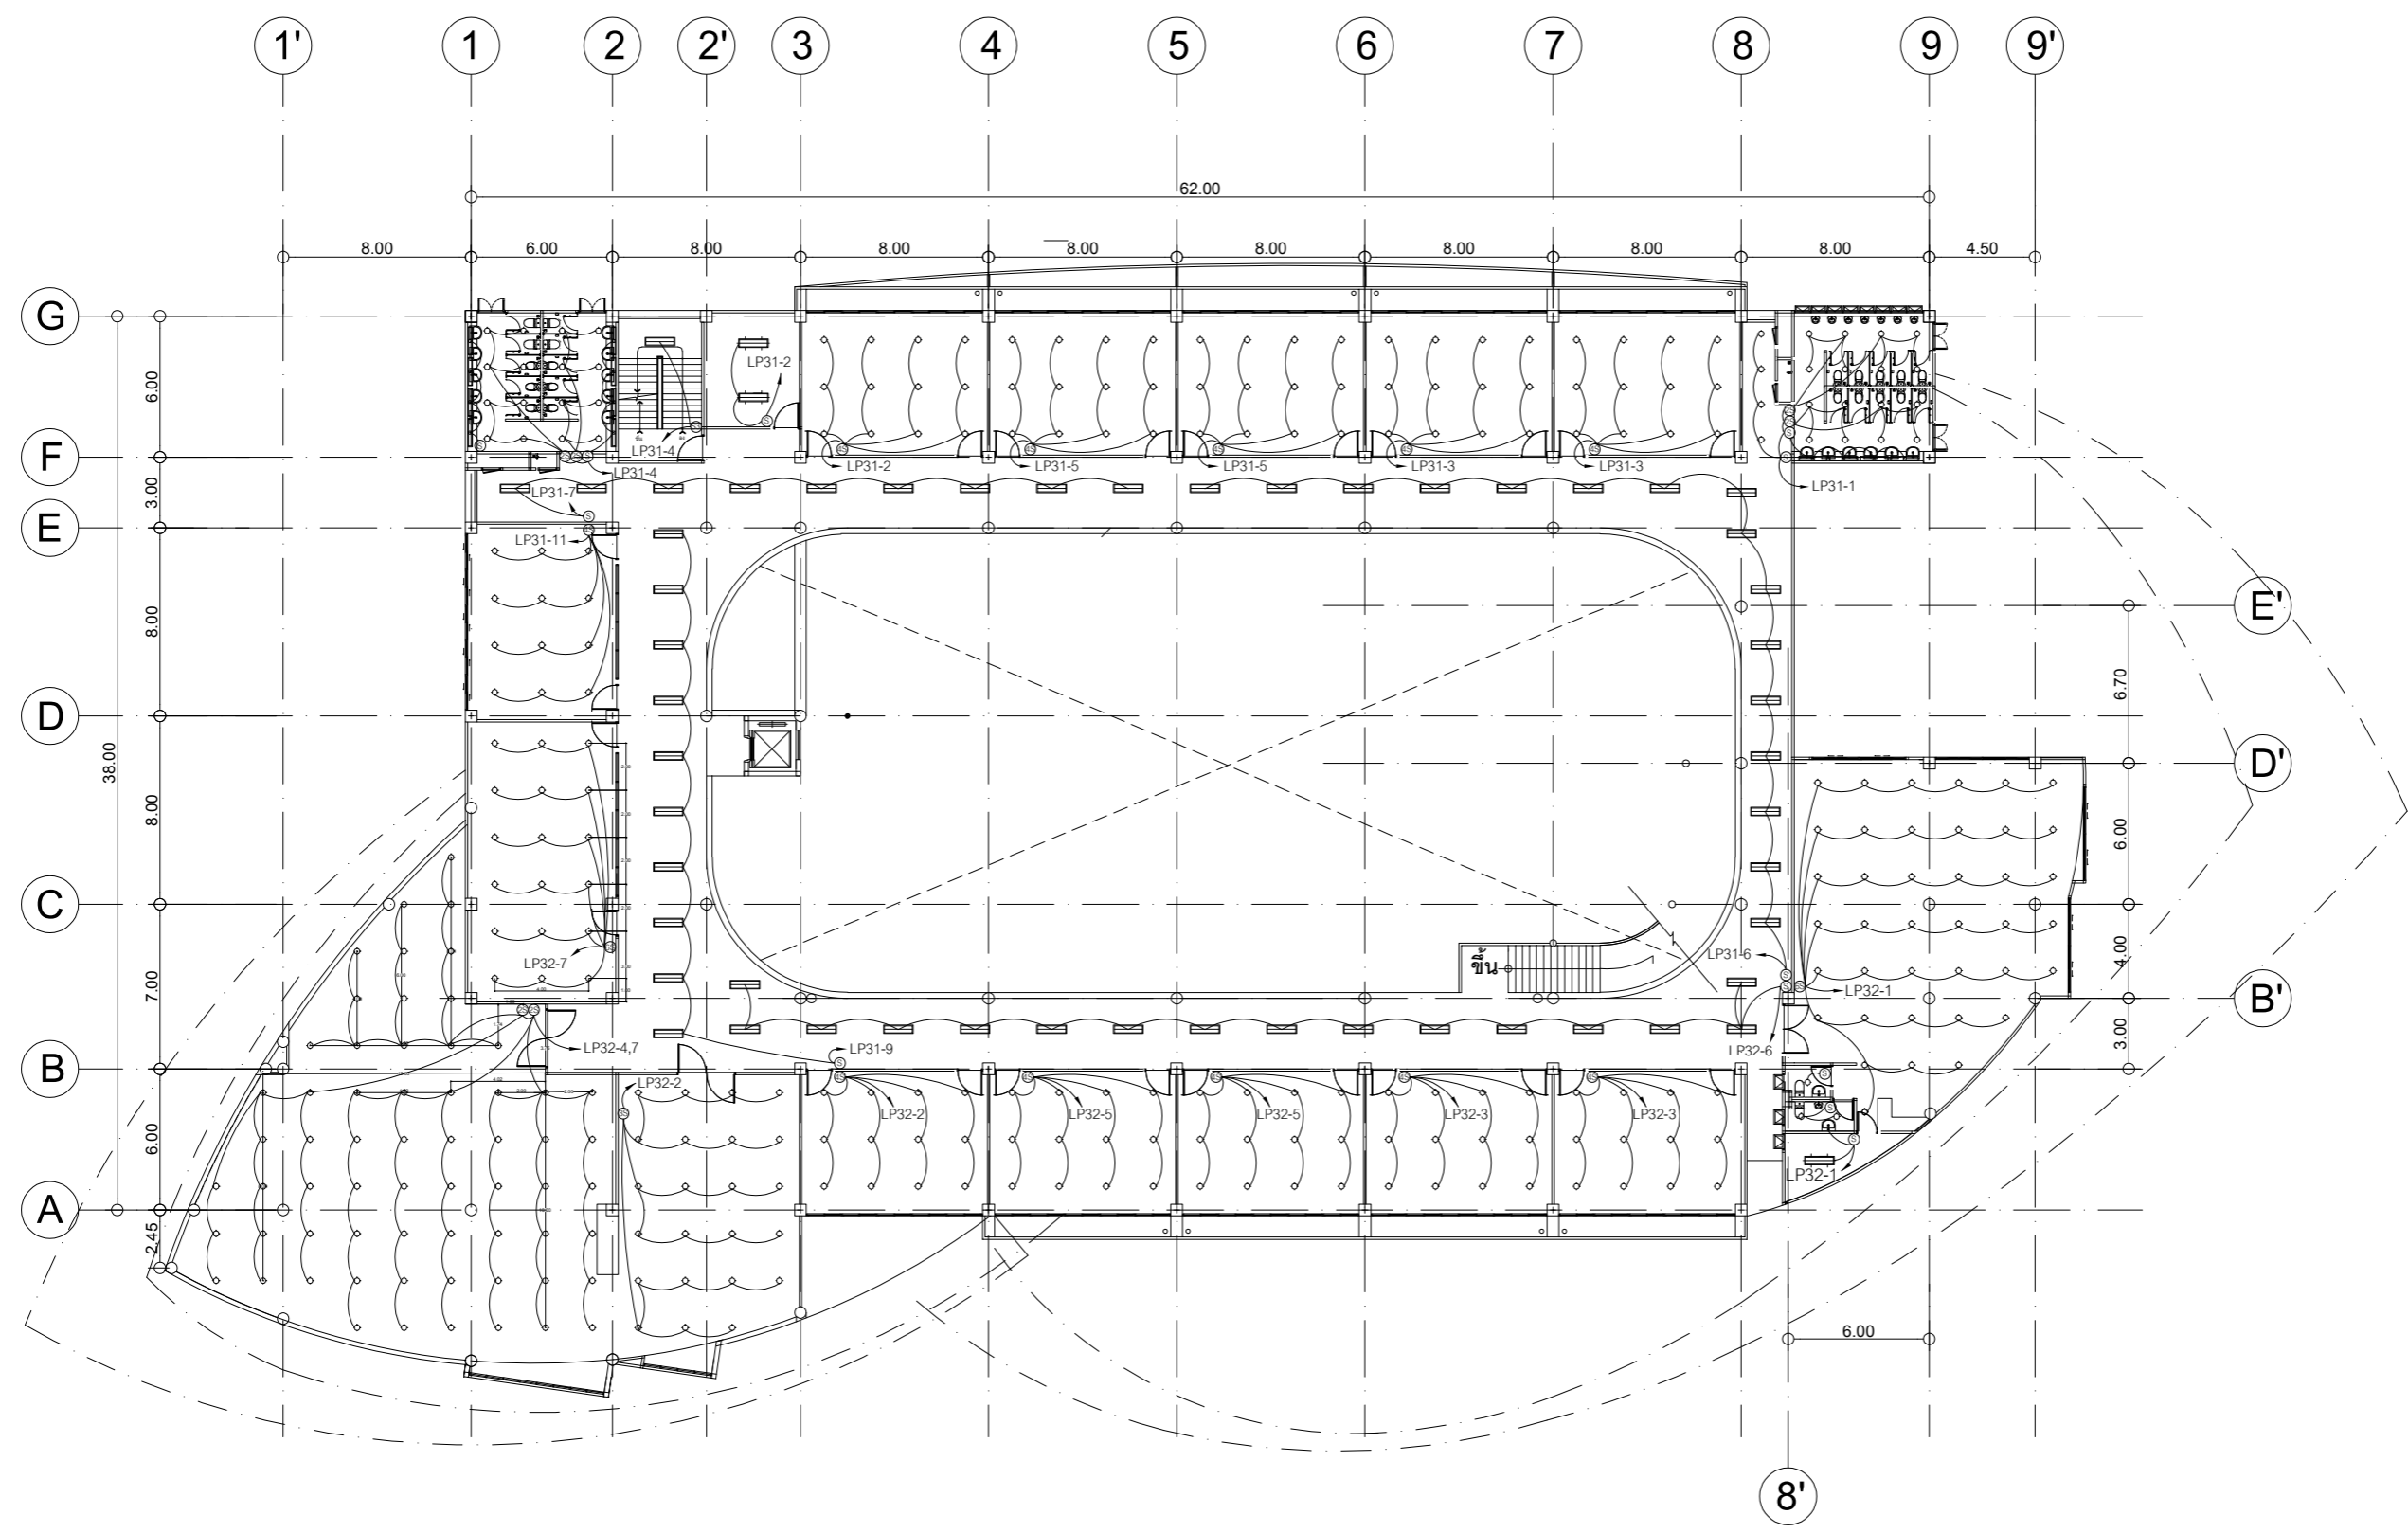 1' 1 2 2' 3 4 5 6 7 8 9 9'
62.00
8.00 6.00 8.00 8.00 8.00 8.00 8.00 8.00 8.00 4.50
G
LP31-2
6.00
LP31-4
F
LP31-4
LP31-2
LP31-5
LP31-5
LP31-3
LP31-3
LP31-1
3.00
LP31-7
E
LP31-11
8.00
E'
6.70
D
38.00
D'
8.00
6.00
C
LP32-7
7.00
ขึ้น
LP31-6
4.00
LP32-1
B'
LP32-4,7
LP31-9
LP32-6
3.00
B
LP32-2
LP32-2
LP32-5
LP32-5
LP32-3
LP32-3
6.00
LP32-1
A
2.45
6.00
8'